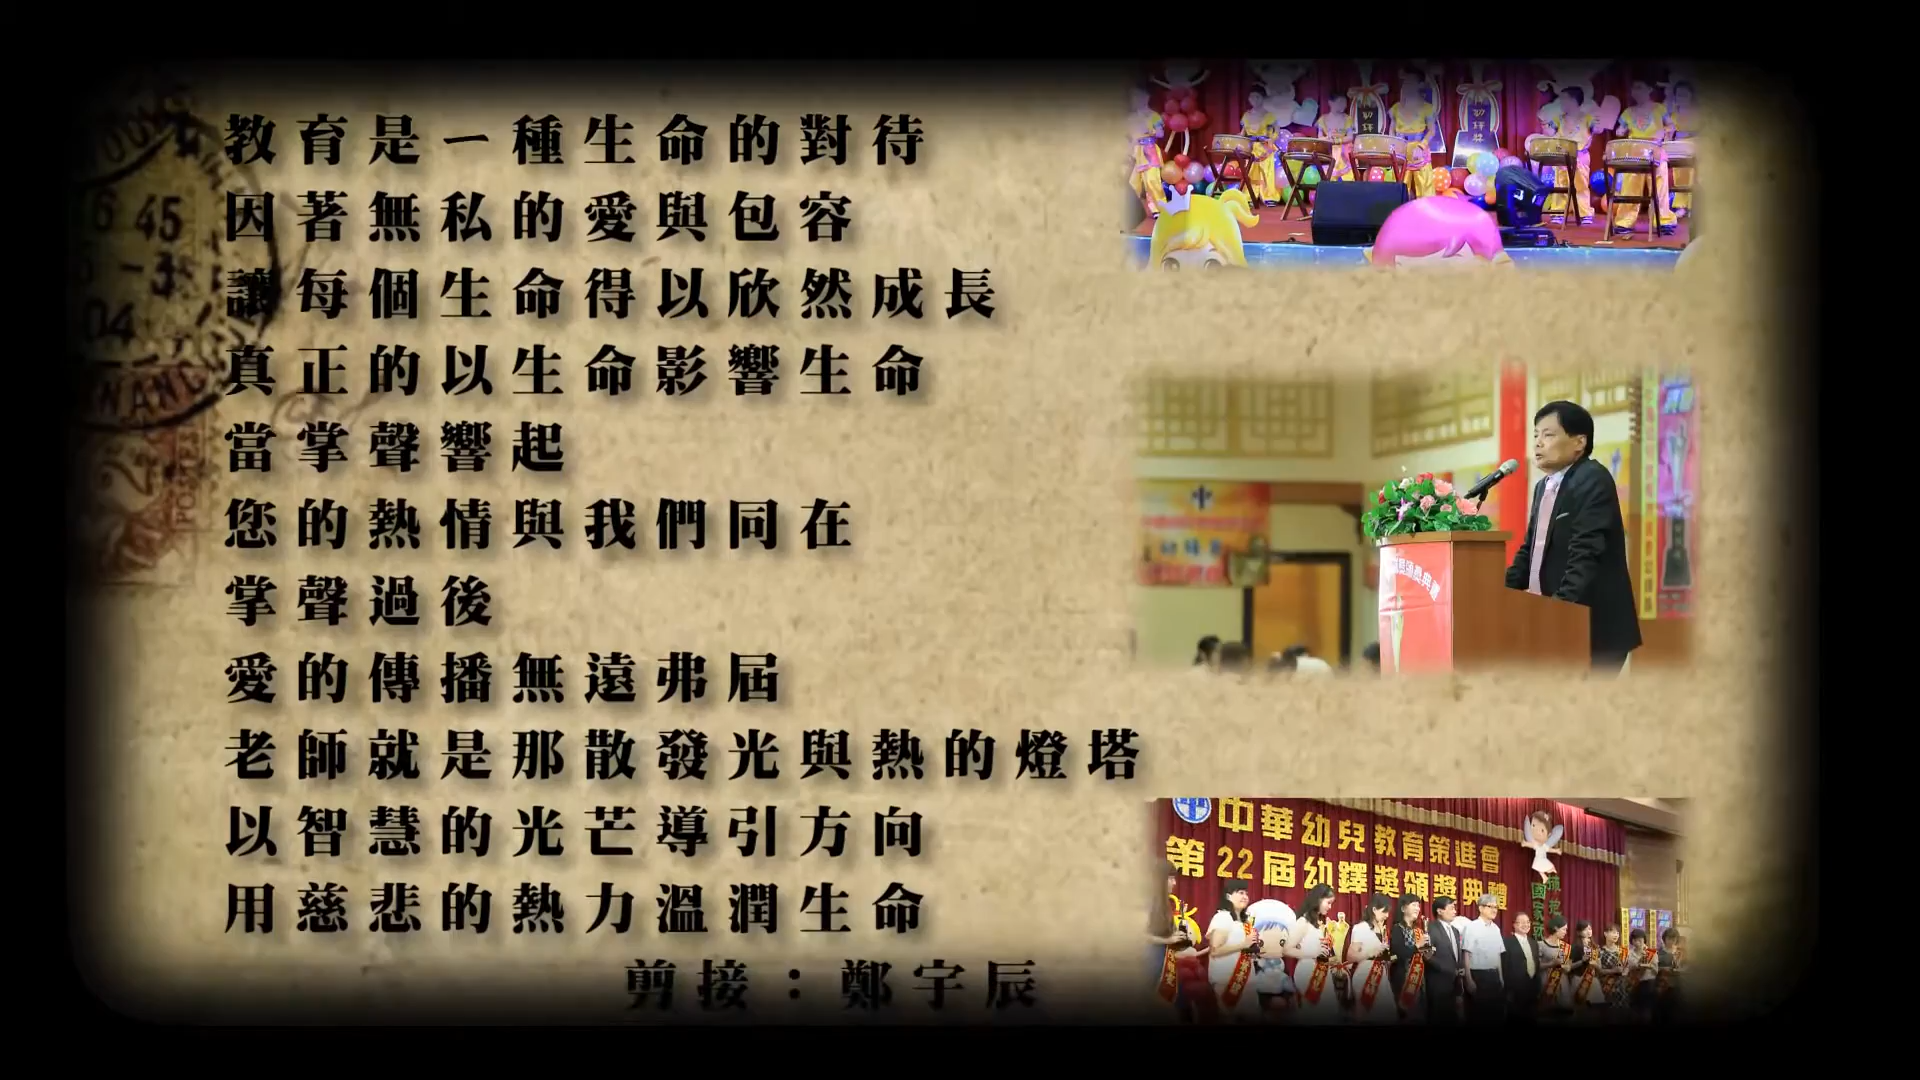 教育是一種生命的對待
因著無私的愛與包容
讓每個生命得以欣然成長
真正的以生命影響生命
當掌聲響起
您的熱情與我們同在
掌聲過後
愛的傳播無遠弗屆
老師就是那散發光與熱的燈塔
以智慧的光芒導引方向
用慈悲的熱力溫潤生命
剪接：鄭宇辰
中華幼兒教育策進會
第22屆幼鐸獎頒獎典禮
6 45
04
WANG